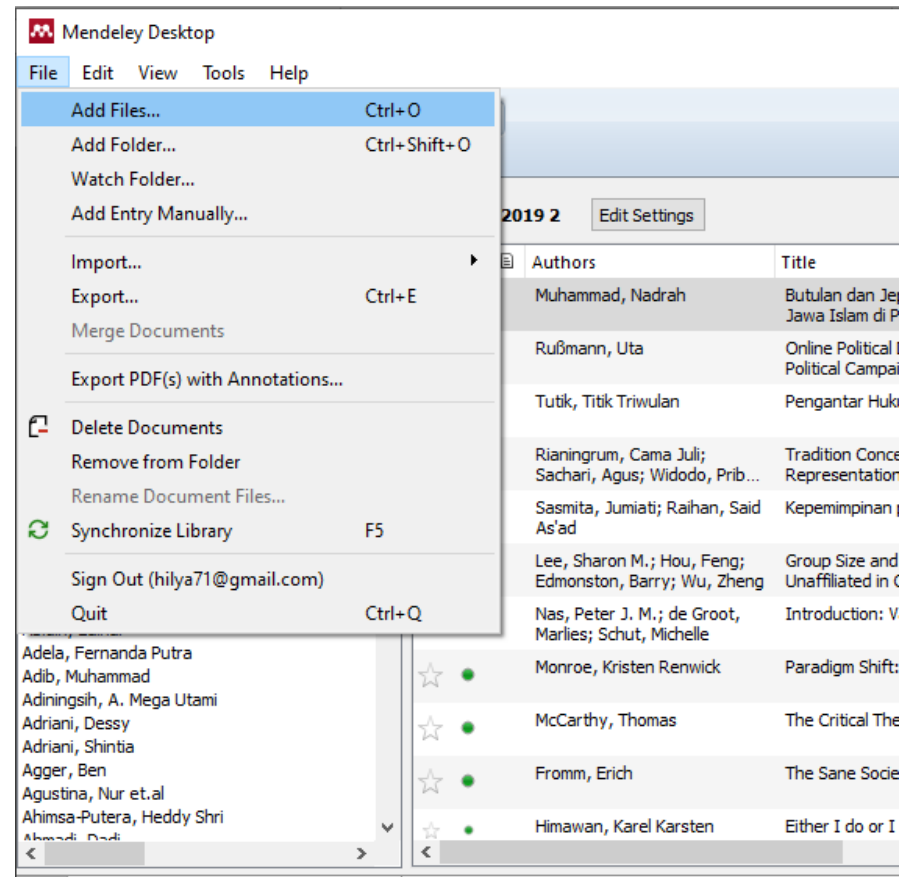 Mendeley Desktop
File Edit View Tools Help
Add Files... Ctrl+O
Add Folder... Ctrl+Shift+O
Watch Folder...
Add Entry Manually...
Import...
Export... Ctrl+E
Merge Documents
Export PDF(s) with Annotations...
Delete Documents
Remove from Folder
Rename Document Files...
Synchronize Library F5
Sign Out (hilya71@gmail.com)
Quit Ctrl+Q
Adela, Fernanda Putra
Adib, Muhammad
Adiningsih, A. Mega Utami
Adriani, Dessy
Adriani, Shintia
Agger, Ben
Agustina, Nur et.al
Ahimsa-Putera, Heddy Shri
Ahmadi, Dadi
2019 2 Edit Settings
Authors Title
Muhammad, Nadrah Butulan dan Jep
Jawa Islam di P
Rußmann, Uta Online Political
Political Campai
Tutik, Titik Triwulan Pengantar Huk
Rianingrum, Cama Juli; Tradition Conce
Sachari, Agus; Widodo, Prib... Representation
Sasmita, Jumiati; Raihan, Said Kepemimpinan
As'ad
Lee, Sharon M.; Hou, Feng; Group Size and
Edmonston, Barry; Wu, Zheng Unaffiliated in
Nas, Peter J. M.; de Groot, Introduction: V
Marlies; Schut, Michelle
Monroe, Kristen Renwick Paradigm Shift:
McCarthy, Thomas The Critical The
Fromm, Erich The Sane Socie
Himawan, Karel Karsten Either I do or I